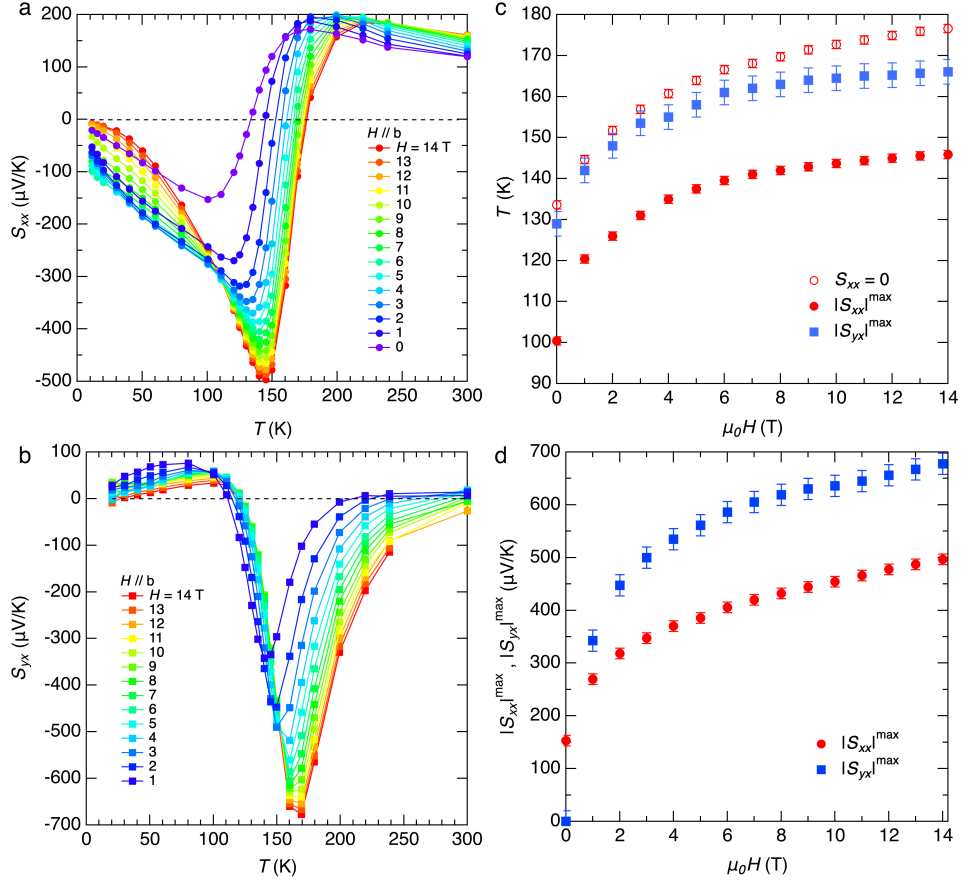 a
200
100
0
-100
-200
-300
-400
-500
S_xx (µV/K)
H // b
H = 14 T
13
12
11
10
9
8
7
6
5
4
3
2
1
0
0 50 100 150 200 250 300
T (K)
c
180
170
160
150
140
130
120
110
100
90
T (K)
S_xx = 0
|S_xx|^max
|S_yx|^max
0 2 4 6 8 10 12 14
µ_0H (T)
b
100
0
-100
-200
-300
-400
-500
-600
-700
S_yx (µV/K)
H // b
H = 14 T
13
12
11
10
9
8
7
6
5
4
3
2
1
0 50 100 150 200 250 300
T (K)
d
700
600
500
400
300
200
150
100
0
|S_xx|^max , |S_yx|^max (µV/K)
|S_xx|^max
|S_yx|^max
0 2 4 6 8 10 12 14
µ_0H (T)